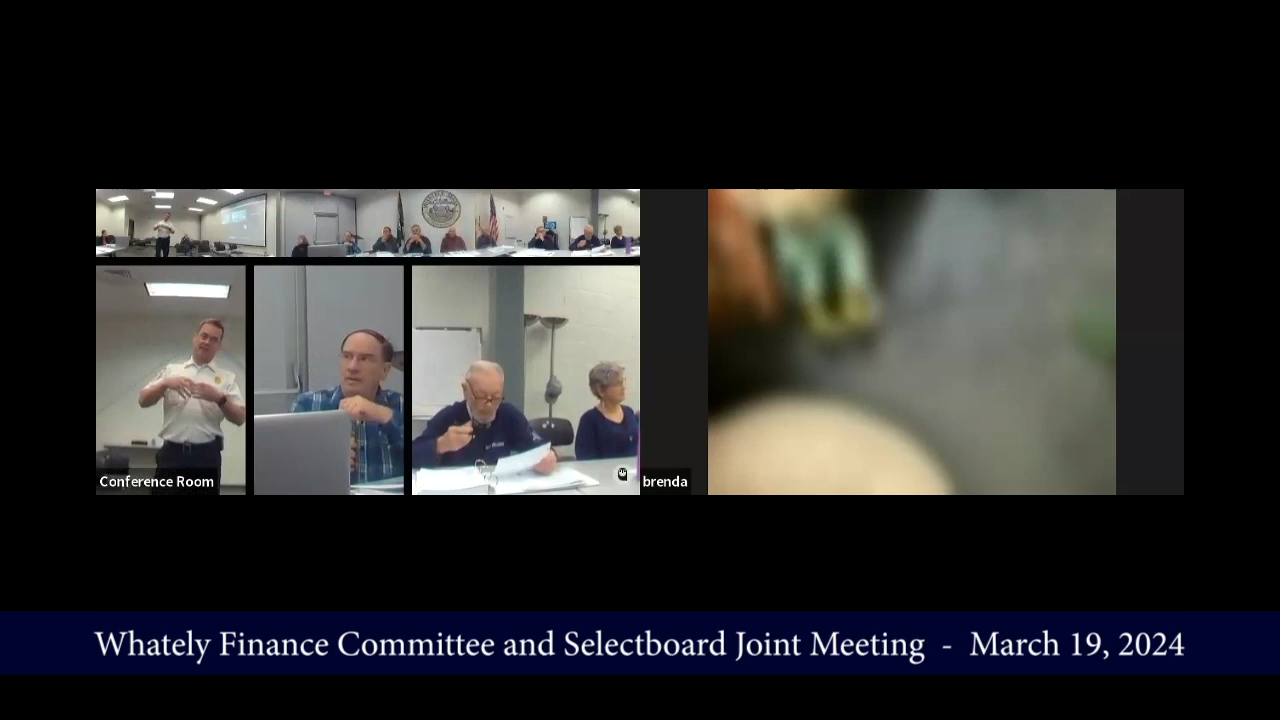 Conference Room
brenda
Whately Finance Committee and Selectboard Joint Meeting - March 19, 2024